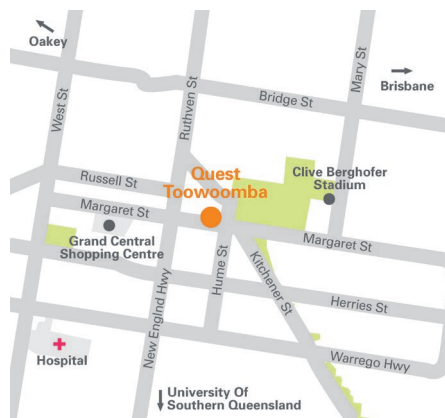 Oakey
Brisbane
West St
Ruthven St
Mary St
Bridge St
Quest
Toowoomba
Clive Berghofer
Stadium
Russell St
Margaret St
Grand Central
Shopping Centre
Margaret St
Hume St
Kitchener St
New Englnd Hwy
Herries St
Warrego Hwy
Hospital
University Of
Southern Queensland